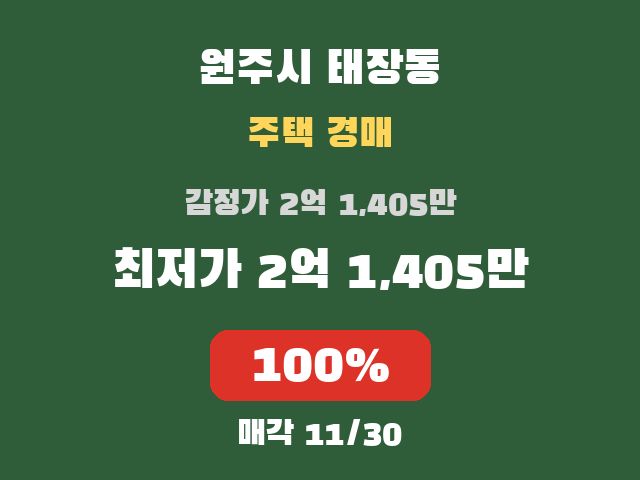 원주시 태장동
주택 경매
감정가 2억 1,405만
최저가 2억 1,405만
100%
매각 11/30